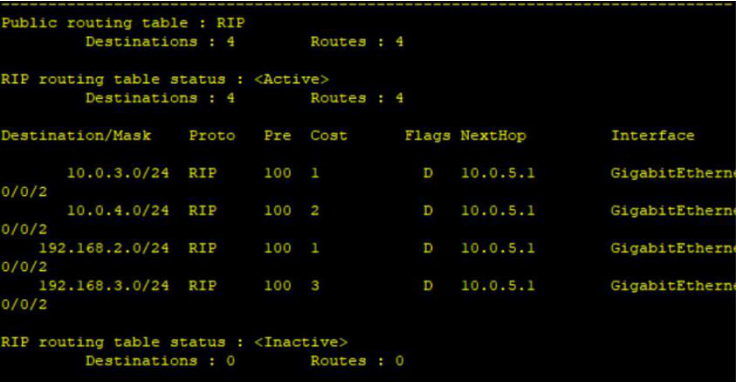 Public routing table : RIP
Destinations : 4 Routes : 4
RIP routing table status : <Active>
Destinations : 4 Routes : 4
Destination/Mask Proto Pre Cost Flags NextHop Interface
10.0.3.0/24 RIP 100 1 D 10.0.5.1 GigabitEtherne
0/0/2
10.0.4.0/24 RIP 100 2 D 10.0.5.1 GigabitEtherne
0/0/2
192.168.2.0/24 RIP 100 1 D 10.0.5.1 GigabitEtherne
0/0/2
192.168.3.0/24 RIP 100 3 D 10.0.5.1 GigabitEtherne
0/0/2
RIP routing table status : <Inactive>
Destinations : 0 Routes : 0